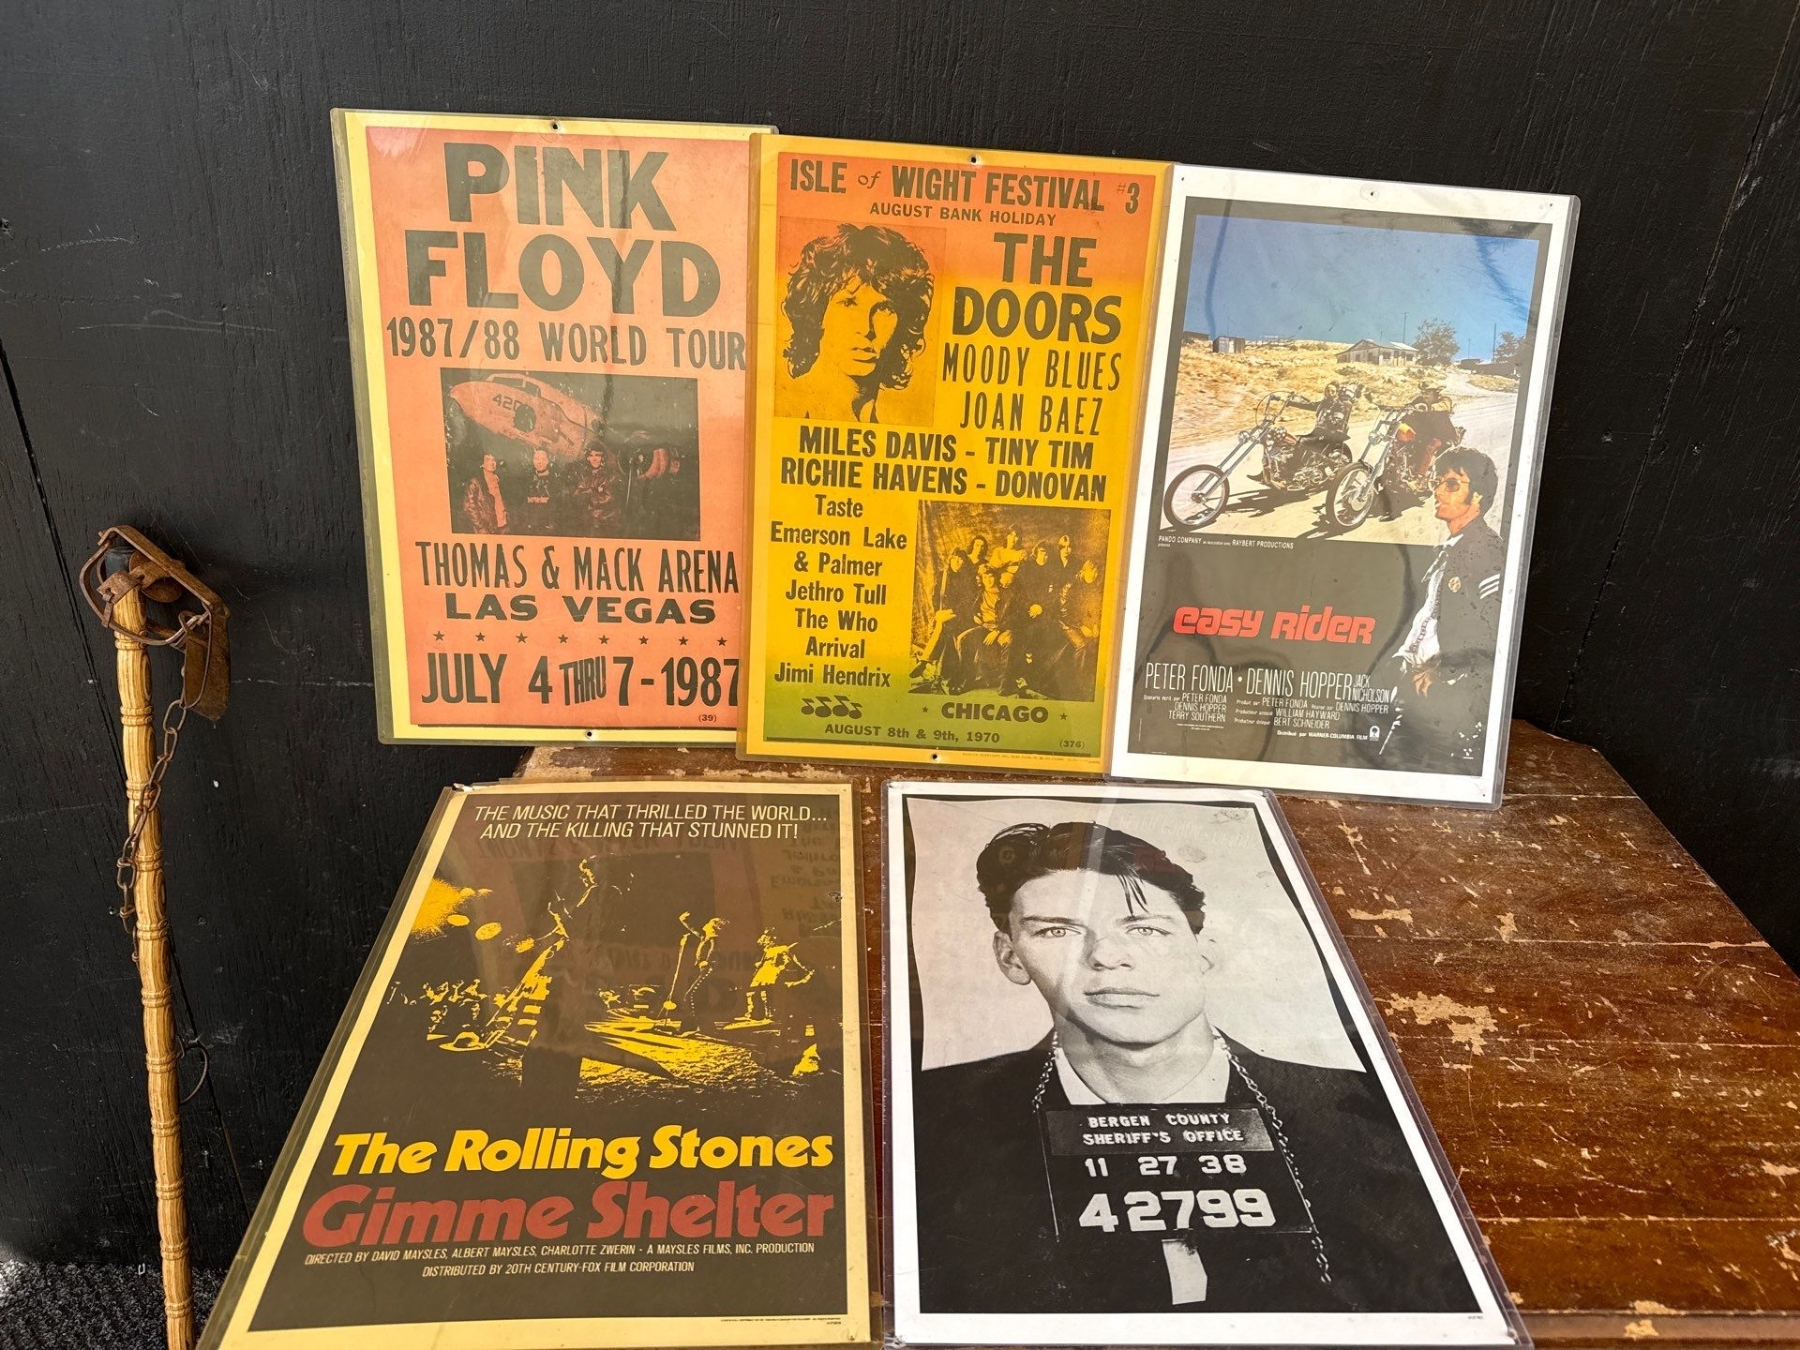 PINK
FLOYD
1987/88 WORLD TOUR
420
THOMAS & MACK ARENA
LAS VEGAS
JULY 4 THRU 7-1987
(39)
ISLE of WIGHT FESTIVAL #3
AUGUST BANK HOLIDAY
THE
DOORS
MOODY BLUES
JOAN BAEZ
MILES DAVIS - TINY TIM
RICHIE HAVENS - DONOVAN
Taste
Emerson Lake
& Palmer
Jethro Tull
The Who
Arrival
Jimi Hendrix
CHICAGO
AUGUST 8th & 9th, 1970
(376)
PANDO COMPANY RAYBERT PRODUCTIONS
easy rider
PETER FONDA • DENNIS HOPPER JACK NICHOLSON
PETER FONDA
DENNIS HOPPER
TERRY SOUTHERN
PETER FONDA DENNIS HOPPER
WILLIAM HAYWARD
BERT SCHNEIDER
Distribué par WARNER-COLUMBIA FILM
THE MUSIC THAT THRILLED THE WORLD...
AND THE KILLING THAT STUNNED IT!
The Rolling Stones
Gimme Shelter
DIRECTED BY DAVID MAYSLES, ALBERT MAYSLES, CHARLOTTE ZWERIN - A MAYSLES FILMS, INC. PRODUCTION
DISTRIBUTED BY 20TH CENTURY-FOX FILM CORPORATION
BERGEN COUNTY
SHERIFF'S OFFICE
11 27 38
42799